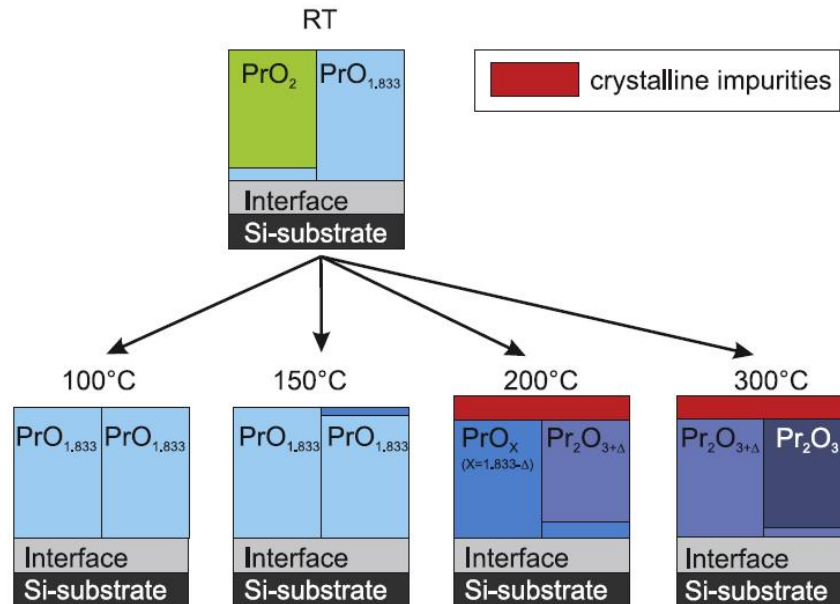 RT
crystalline impurities
PrO₂ PrO₁.₈₃₃
Interface
Si-substrate
100°C 150°C 200°C 300°C
PrO₁.₈₃₃ PrO₁.₈₃₃ PrO₁.₈₃₃ PrO₁.₈₃₃ PrOₓ Pr₂O₃₊Δ Pr₂O₃₊Δ Pr₂O₃
(X=1.833-Δ)
Interface Interface Interface Interface
Si-substrate Si-substrate Si-substrate Si-substrate